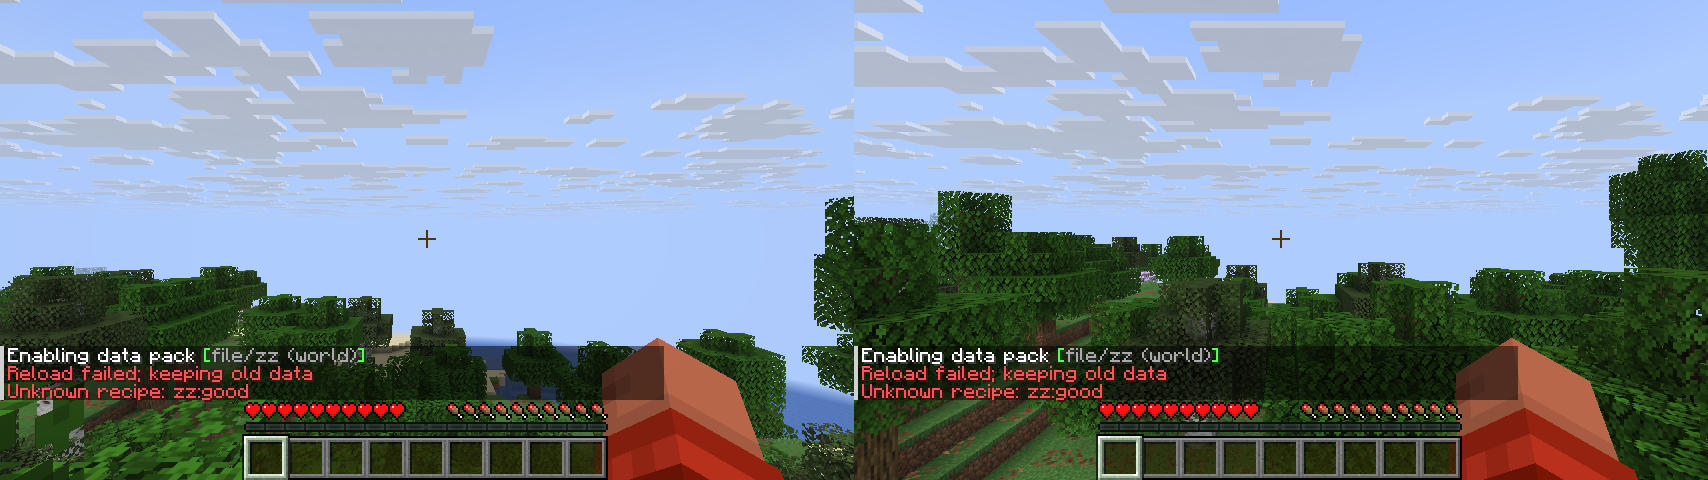 Enabling data pack [file/zz (world)]
Reload failed; keeping old data
Unknown recipe: zz:good
Enabling data pack [file/zz (world)]
Reload failed; keeping old data
Unknown recipe: zz:good